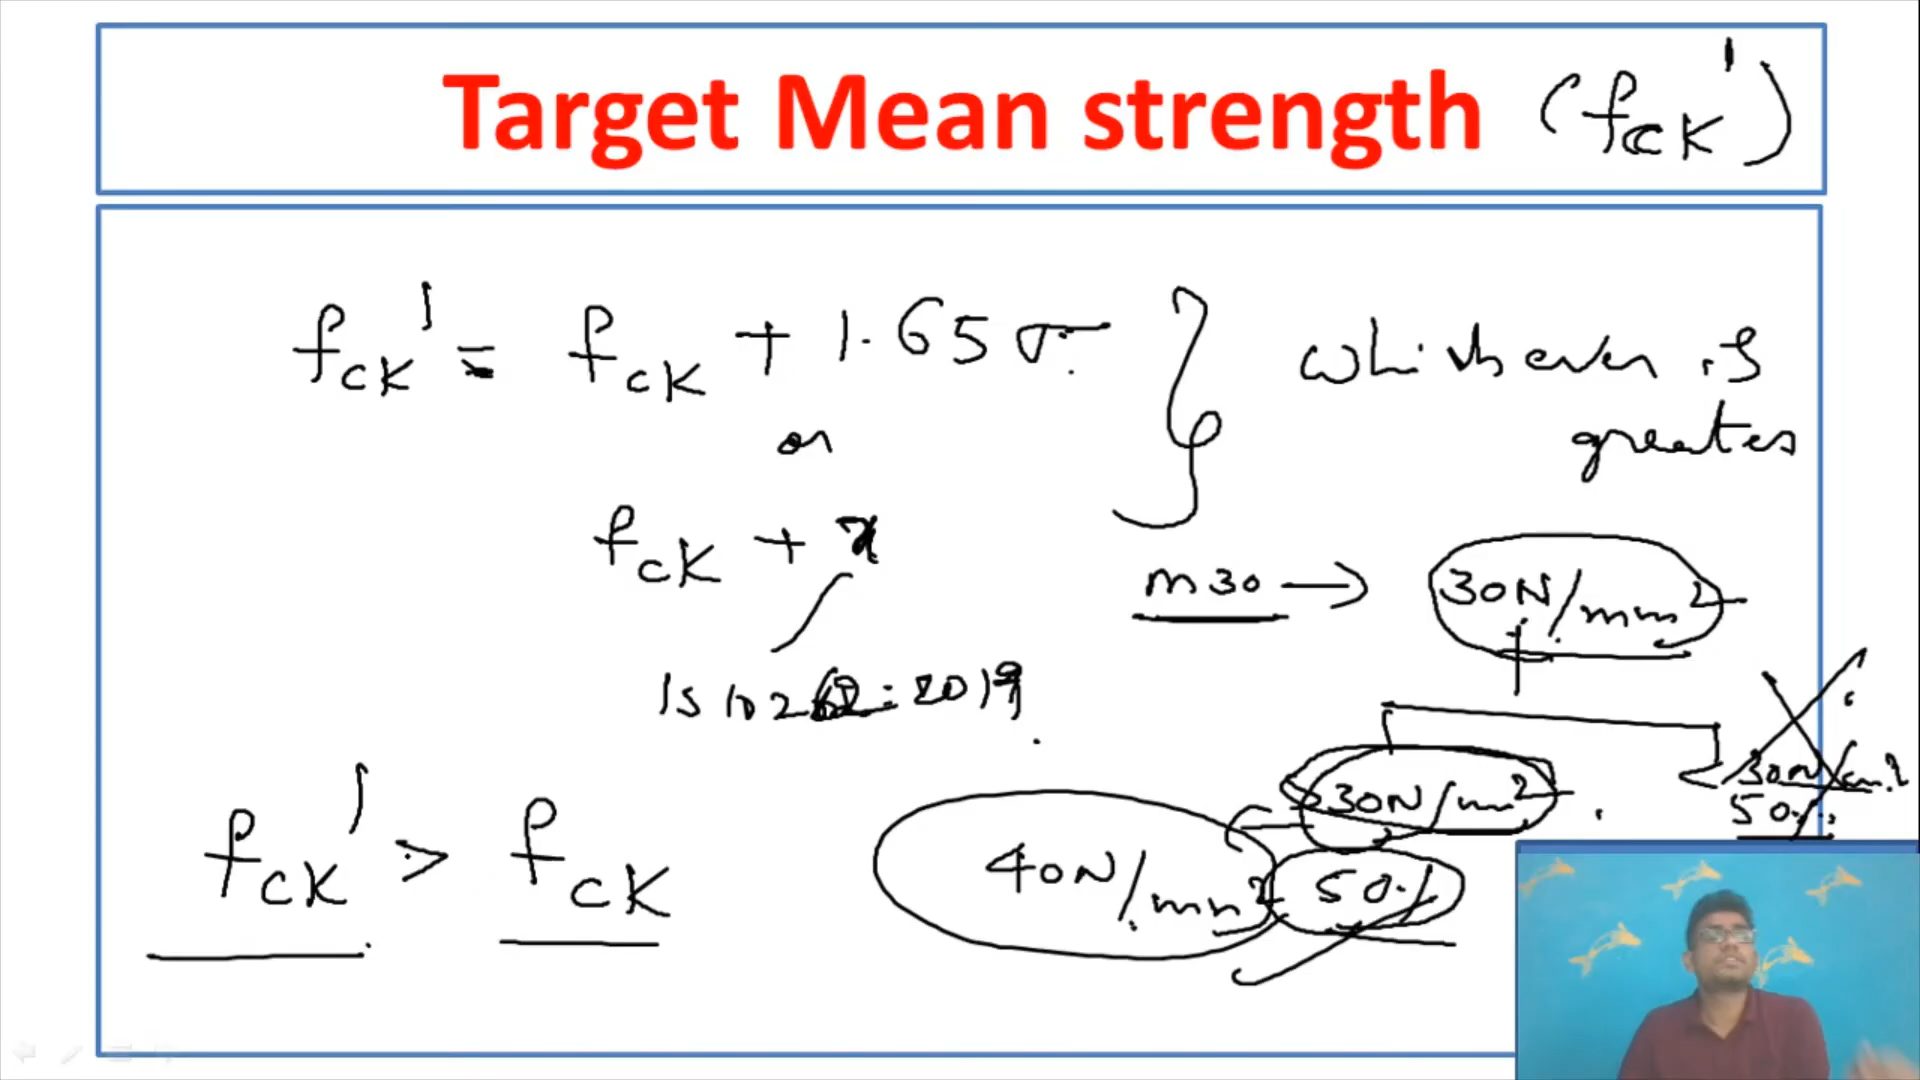 Target Mean strength (fCK')
fCK' = fCK + 1.65 σ
or
fCK + x
whichever is
greater
IS 10262:2019
M30 → 30N/mm²
30N/mm²
50%
30N/mm²
50%
40N/mm²
fCK' > fCK